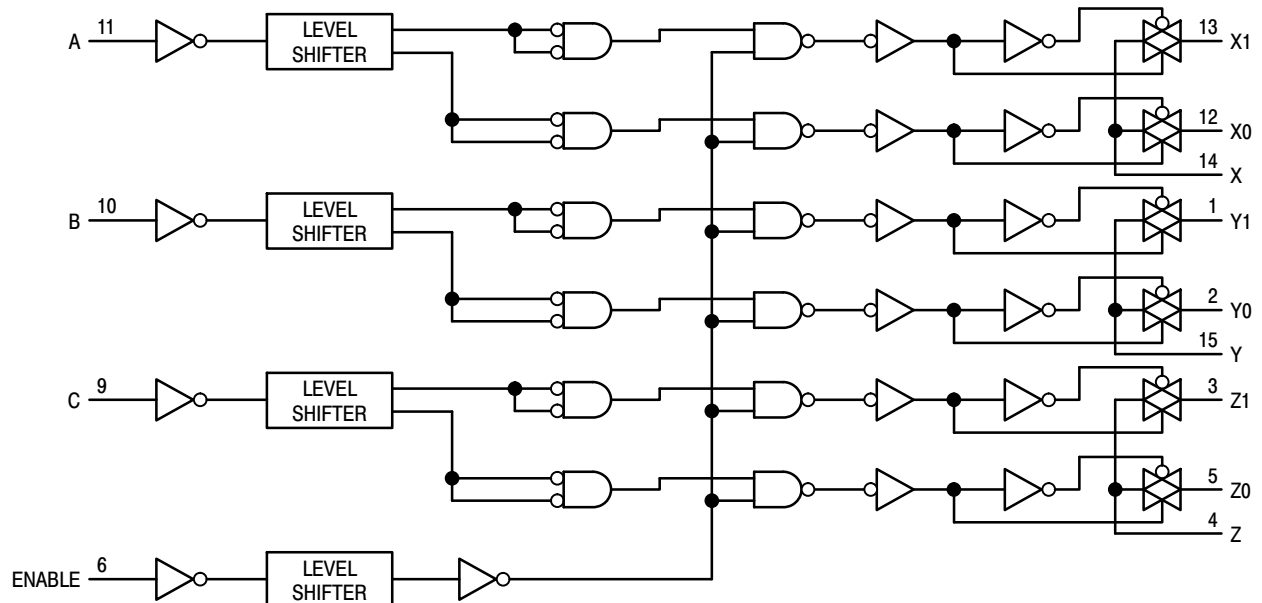 A 11 LEVEL SHIFTER 13 X1
12 X0
14 X
B 10 LEVEL SHIFTER 1 Y1
2 Y0
15 Y
C 9 LEVEL SHIFTER 3 Z1
5 Z0
4 Z
ENABLE 6 LEVEL SHIFTER